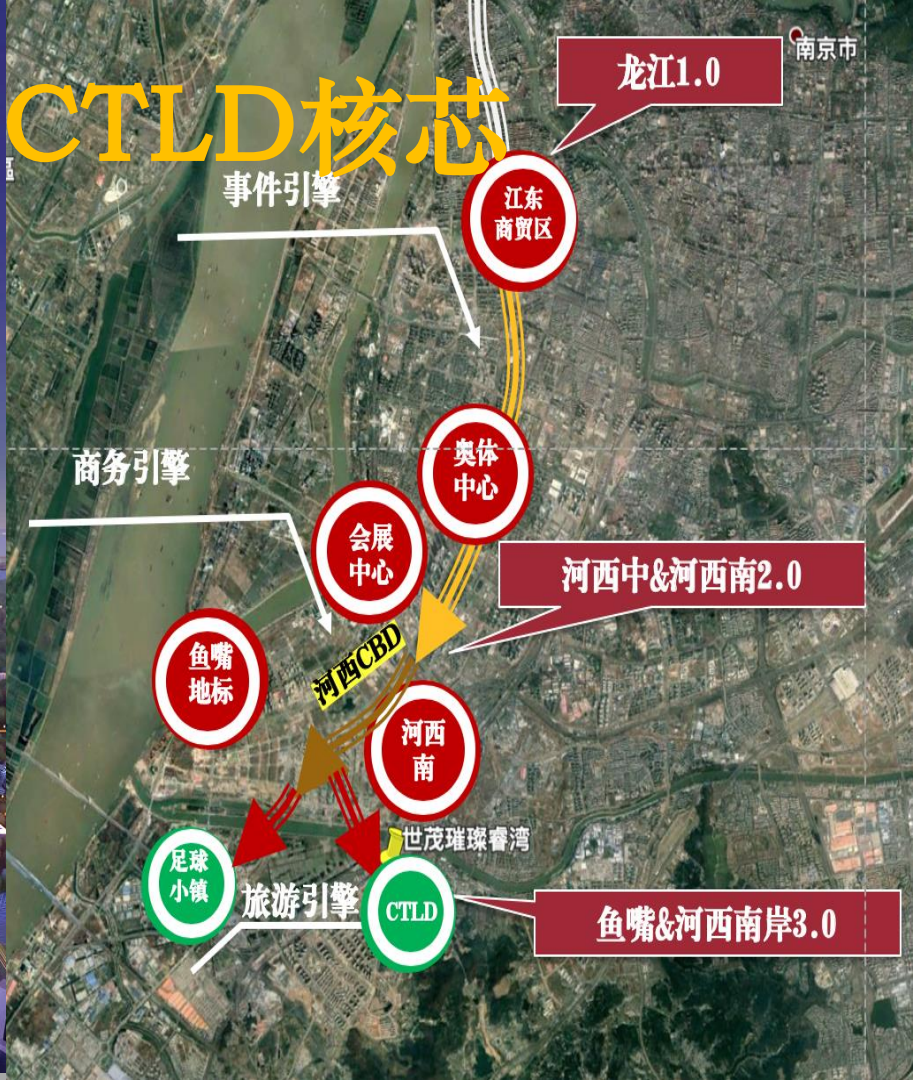 南京市
龙江1.0
CTLD核芯
事件引擎
江东
商贸区
奥体
中心
商务引擎
会展
中心
河西中&河西南2.0
河西CBD
鱼嘴
地标
河西
南
世茂璀璨睿湾
足球
小镇
旅游引擎
CTLD
鱼嘴&河西南岸3.0